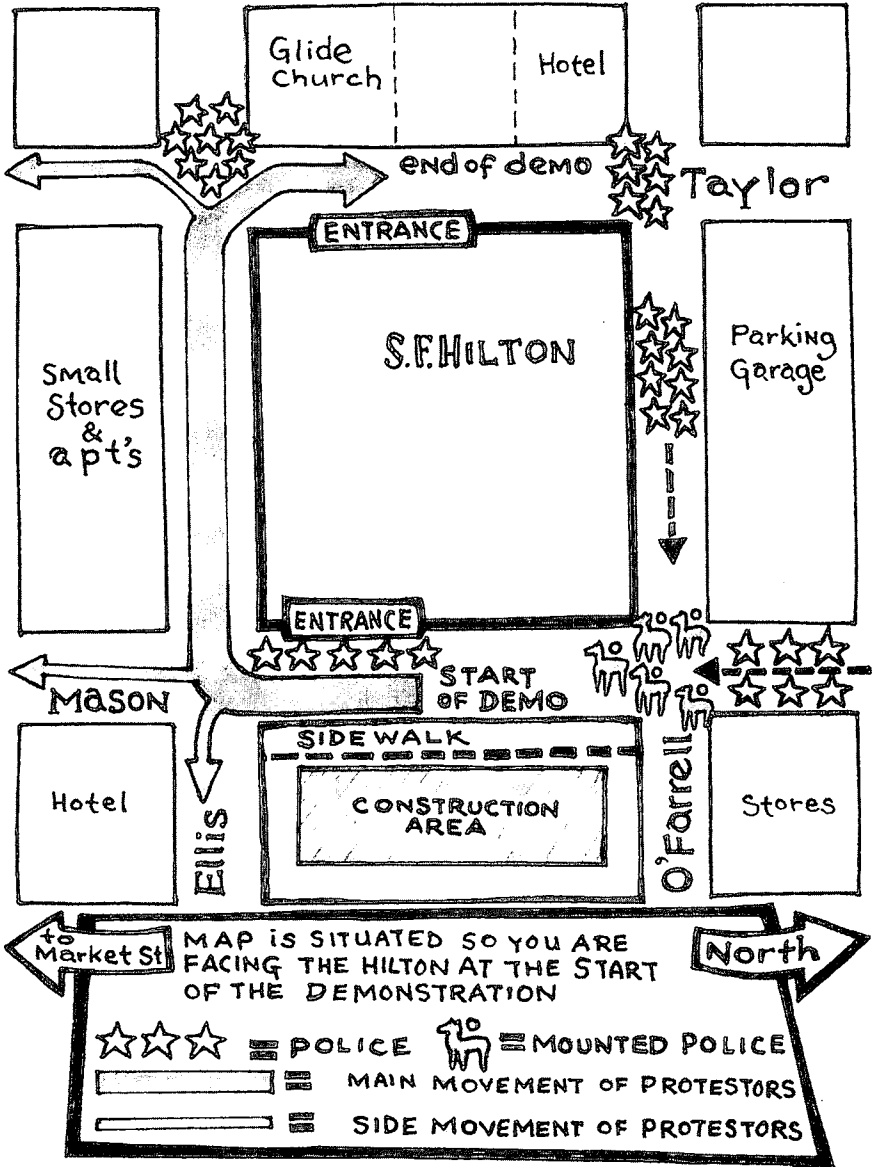 Glide
Church
Hotel
end of demo
Taylor
ENTRANCE
S.F. HILTON
Parking
Garage
Small
Stores
&
apt's
ENTRANCE
START
OF DEMO
MASON
SIDEWALK
Hotel
CONSTRUCTION
AREA
Ellis
O'Farrell
Stores
to
Market St
North
MAP iS SITUATED SO YOU ARE
FACING THE HILTON AT THE START
OF THE DEMONSTRATION
= POLICE
= MOUNTED POLICE
= MAIN MOVEMENT OF PROTESTORS
= SIDE MOVEMENT OF PROTESTORS